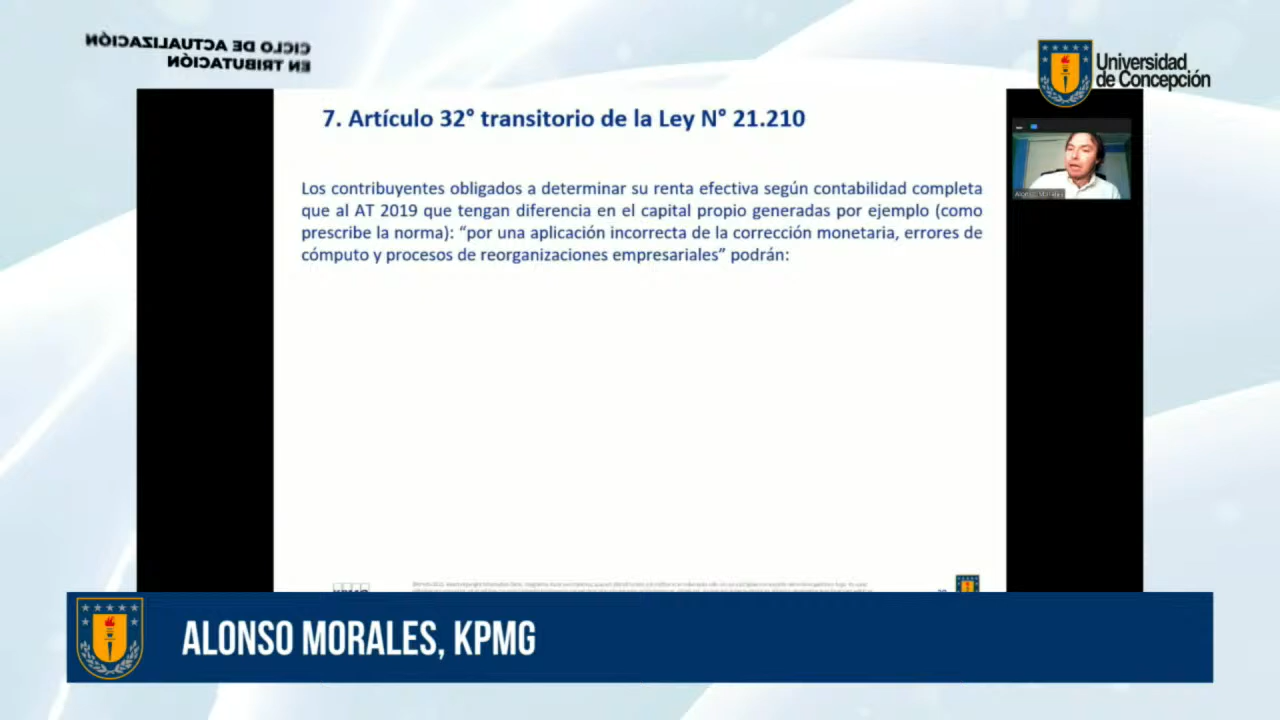 CICLO DE ACTUALIZACIÓN
EN TRIBUTACIÓN
Universidad
de Concepción
7. Artículo 32° transitorio de la Ley N° 21.210
Los contribuyentes obligados a determinar su renta efectiva según contabilidad completa
que al AT 2019 que tengan diferencia en el capital propio generadas por ejemplo (como
prescribe la norma): “por una aplicación incorrecta de la corrección monetaria, errores de
cómputo y procesos de reorganizaciones empresariales” podrán:
ALONSO MORALES, KPMG